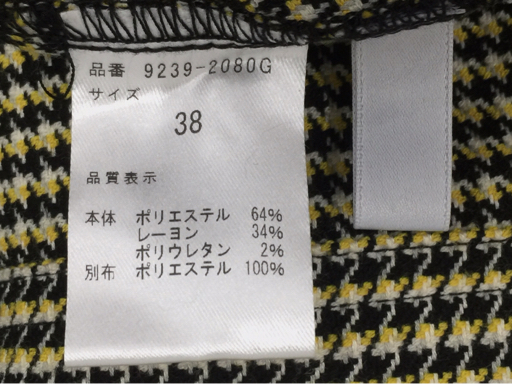 品番 9239-2080G
サイズ
38
品質表示
本体 ポリエステル 64%
レーヨン 34%
ポリウレタン 2%
別布 ポリエステル 100%